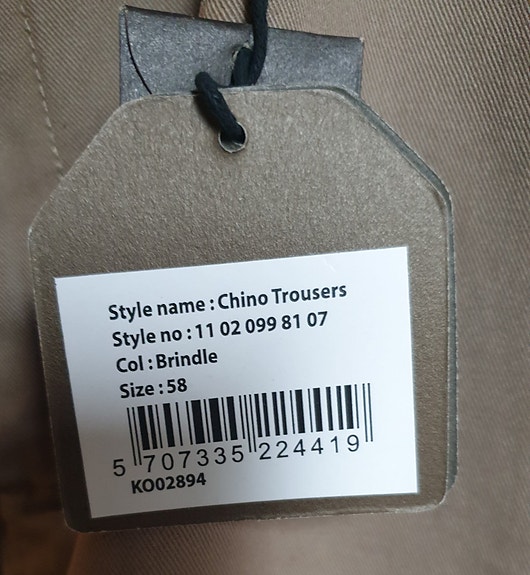 Style name : Chino Trousers
Style no : 11 02 099 81 07
Col : Brindle
Size : 58
5 707335 224419
KO02894